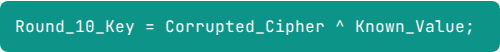 Round_10_Key = Corrupted_Cipher ^ Known_Value;